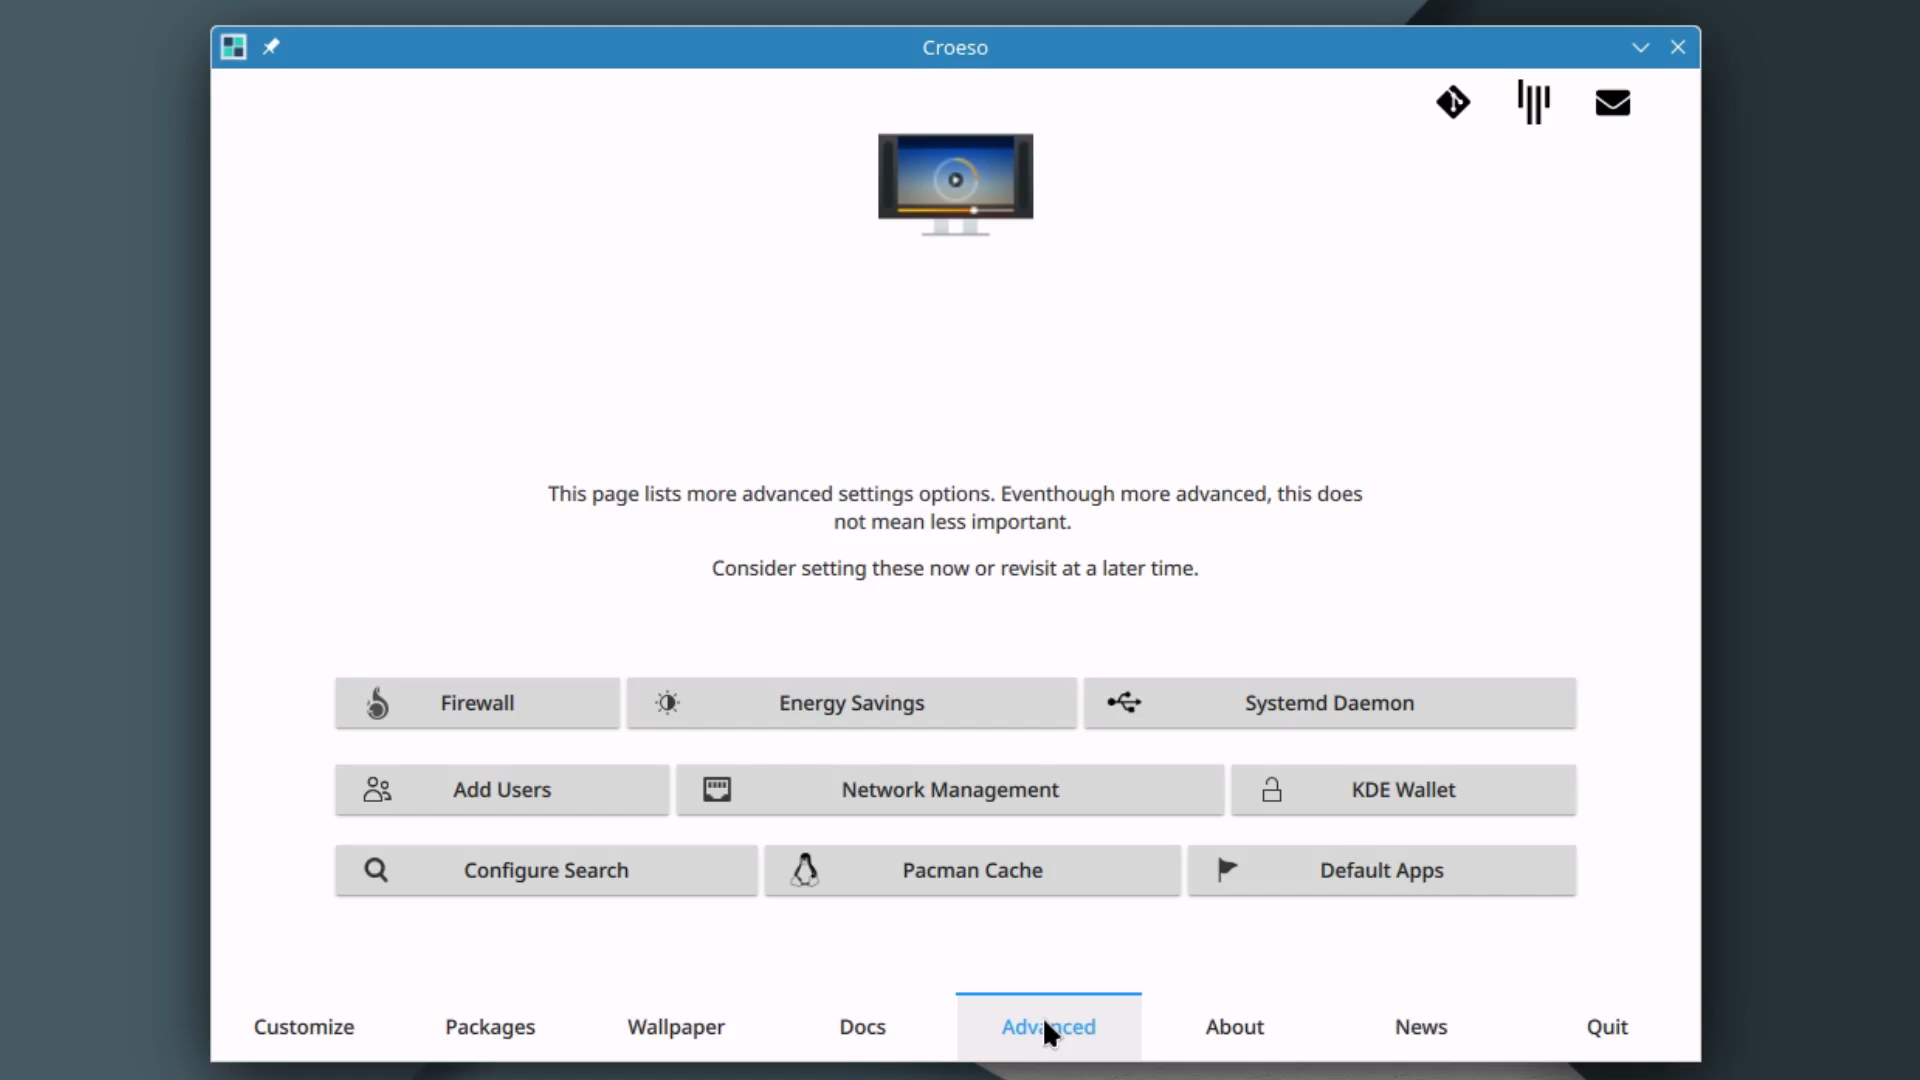 Croeso
This page lists more advanced settings options. Eventhough more advanced, this does
not mean less important.
Consider setting these now or revisit at a later time.
Firewall
Energy Savings
Systemd Daemon
Add Users
Network Management
KDE Wallet
Configure Search
Pacman Cache
Default Apps
Customize
Packages
Wallpaper
Docs
Advanced
About
News
Quit